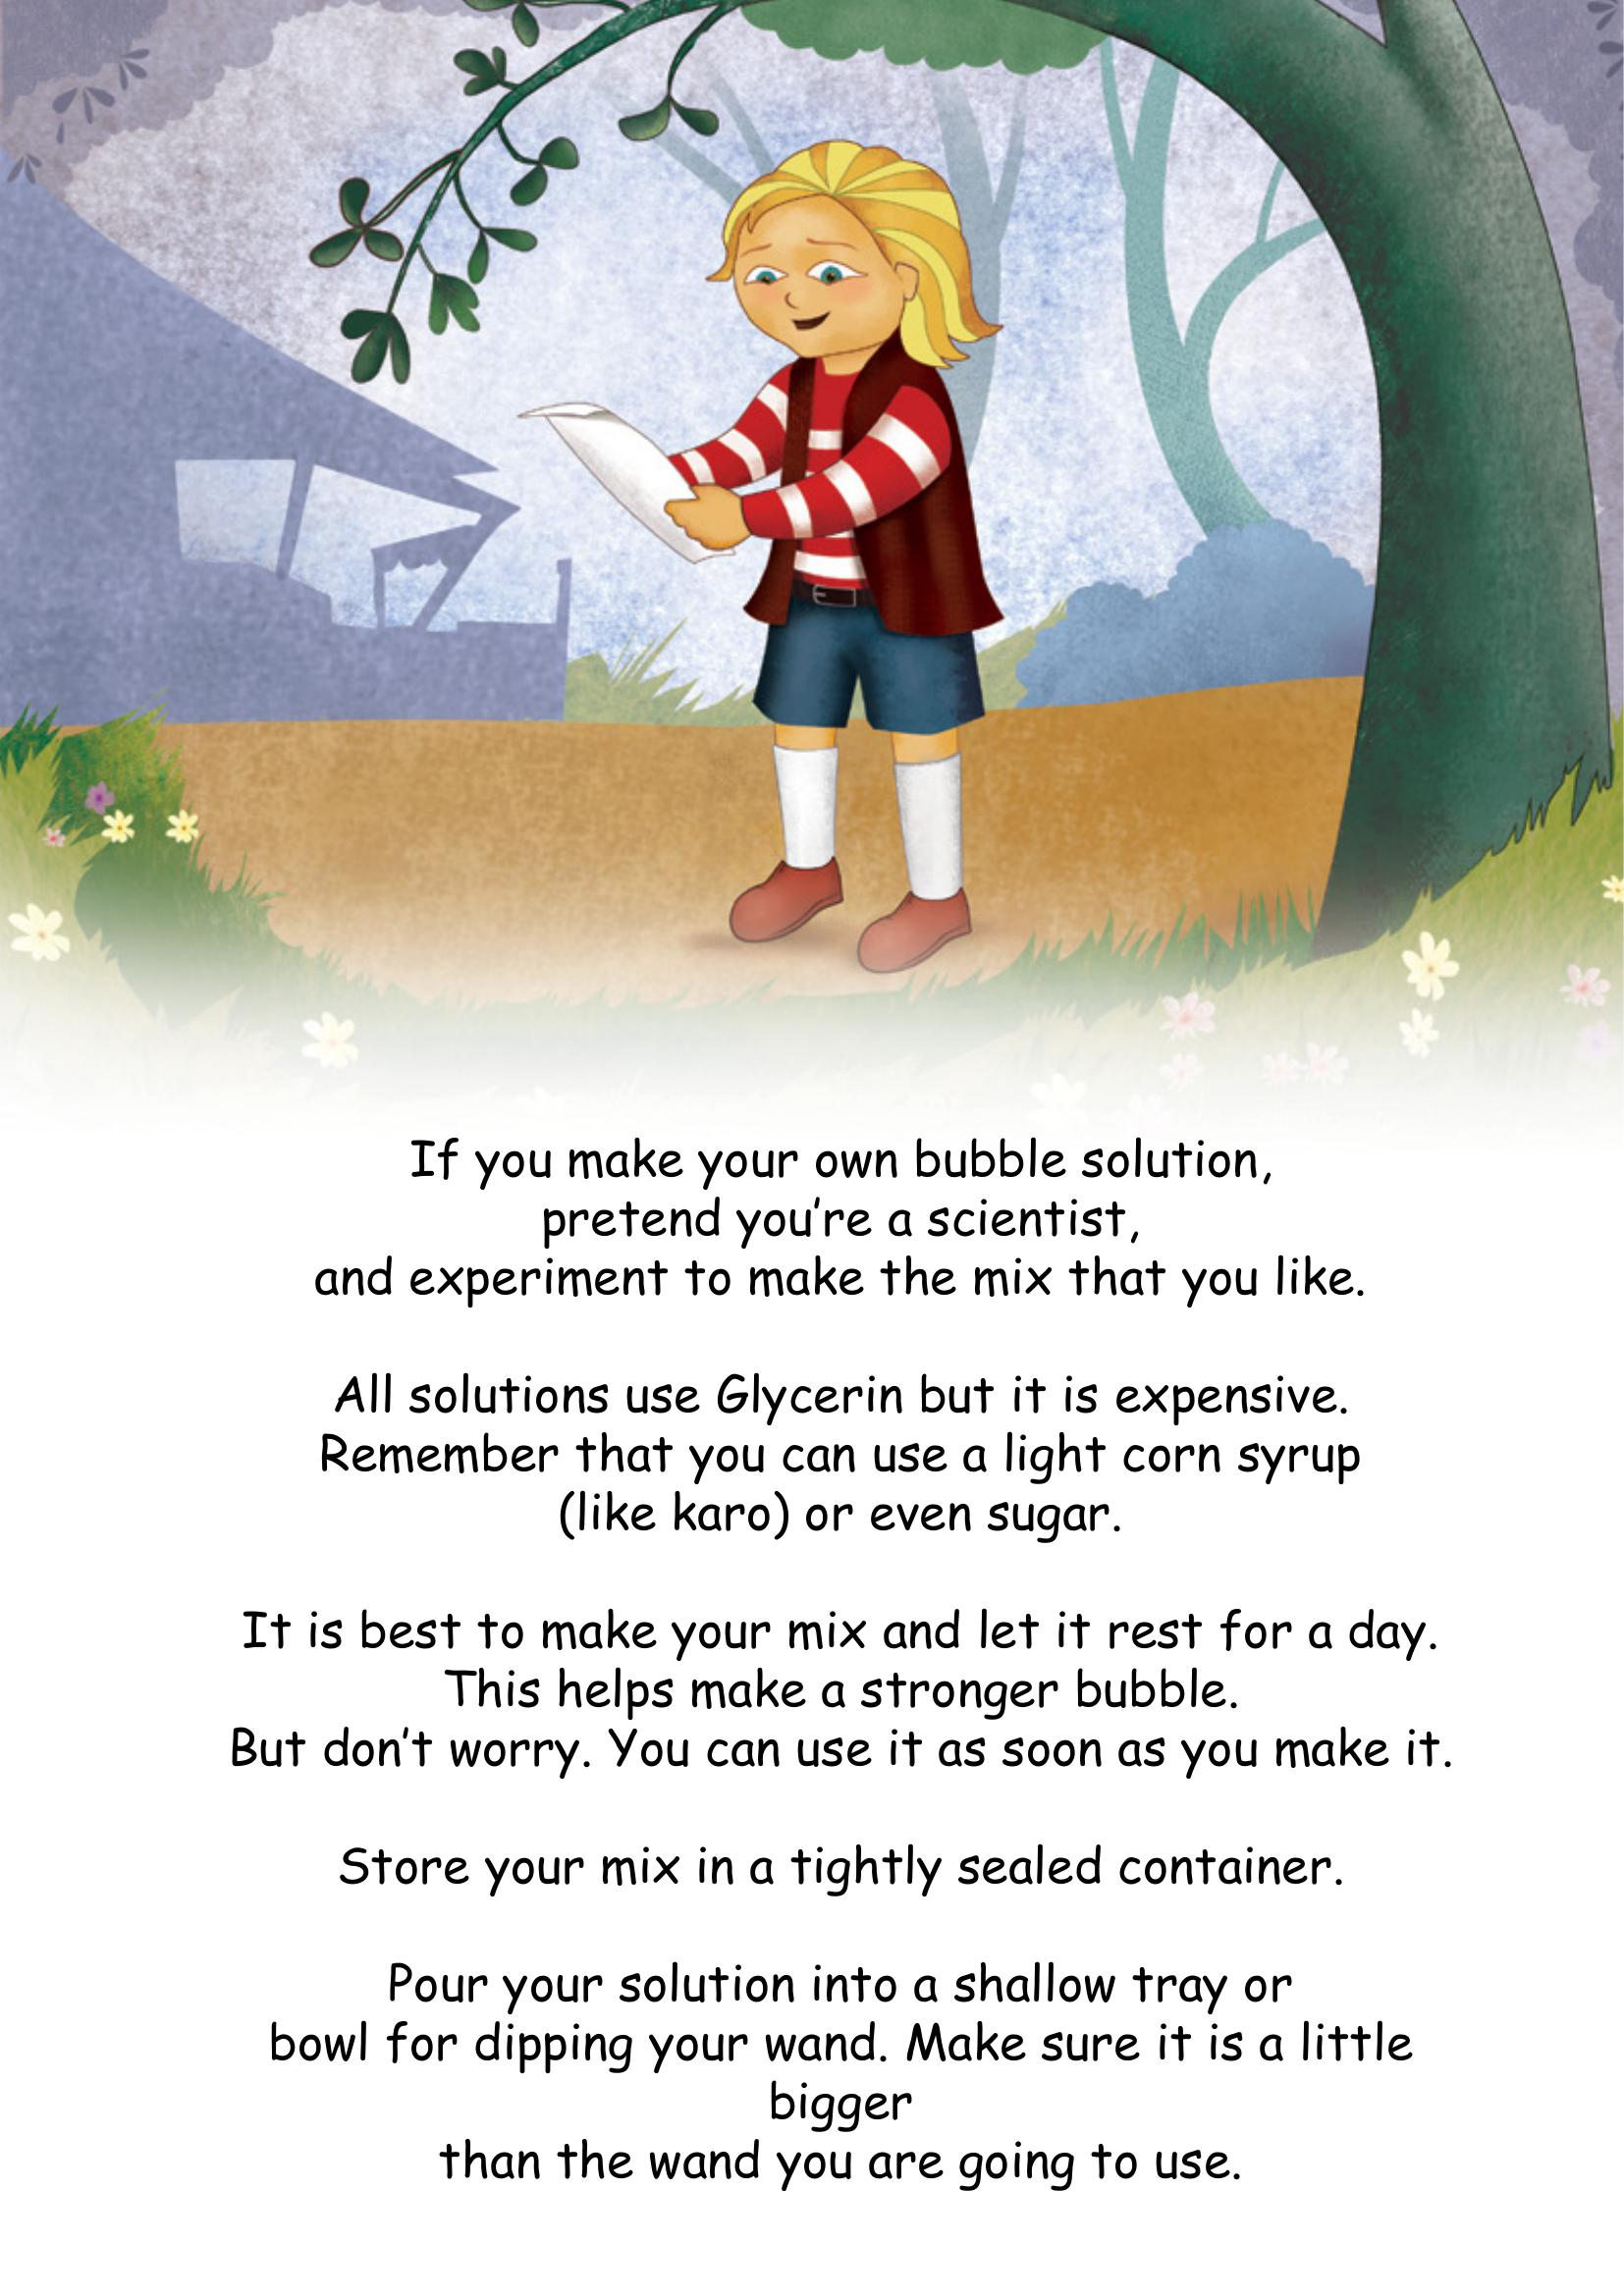 If you make your own bubble solution,
pretend you're a scientist,
and experiment to make the mix that you like.
All solutions use Glycerin but it is expensive.
Remember that you can use a light corn syrup
(like karo) or even sugar.
It is best to make your mix and let it rest for a day.
This helps make a stronger bubble.
But don't worry. You can use it as soon as you make it.
Store your mix in a tightly sealed container.
Pour your solution into a shallow tray or
bowl for dipping your wand. Make sure it is a little
bigger
than the wand you are going to use.